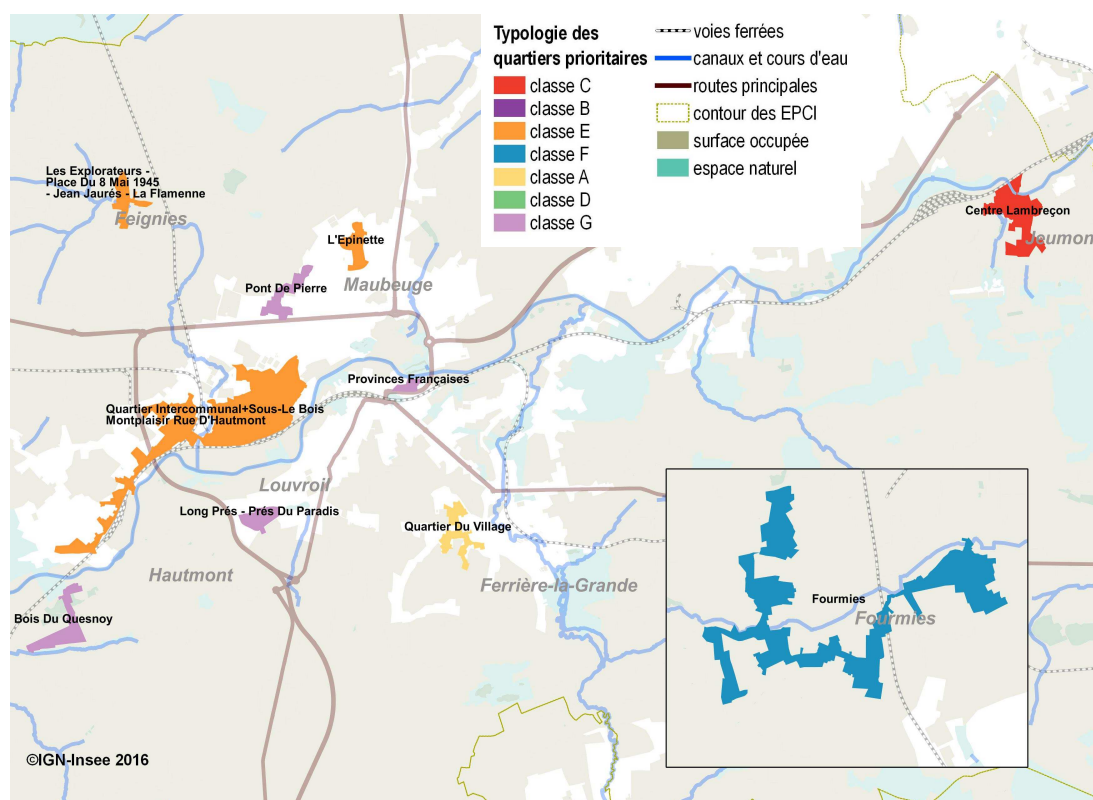 Typologie des
quartiers prioritaires
classe C
classe B
classe E
classe F
classe A
classe D
classe G
voies ferrées
canaux et cours d'eau
routes principales
contour des EPCI
surface occupée
espace naturel
Les Explorateurs -
Place Du 8 Mai 1945
- Jean Jaurés - La Flamenne
Feignies
L'Epinette
Pont De Pierre
Maubeuge
Centre Lambreçon
Jeumon
Provinces Françaises
Quartier Intercommunal+Sous-Le Bois
Montplaisir Rue D'Hautmont
Louvroil
Long Prés - Prés Du Paradis
Quartier Du Village
Hautmont
Ferrière-la-Grande
Bois Du Quesnoy
Fourmies
Fourmies
©IGN-Insee 2016